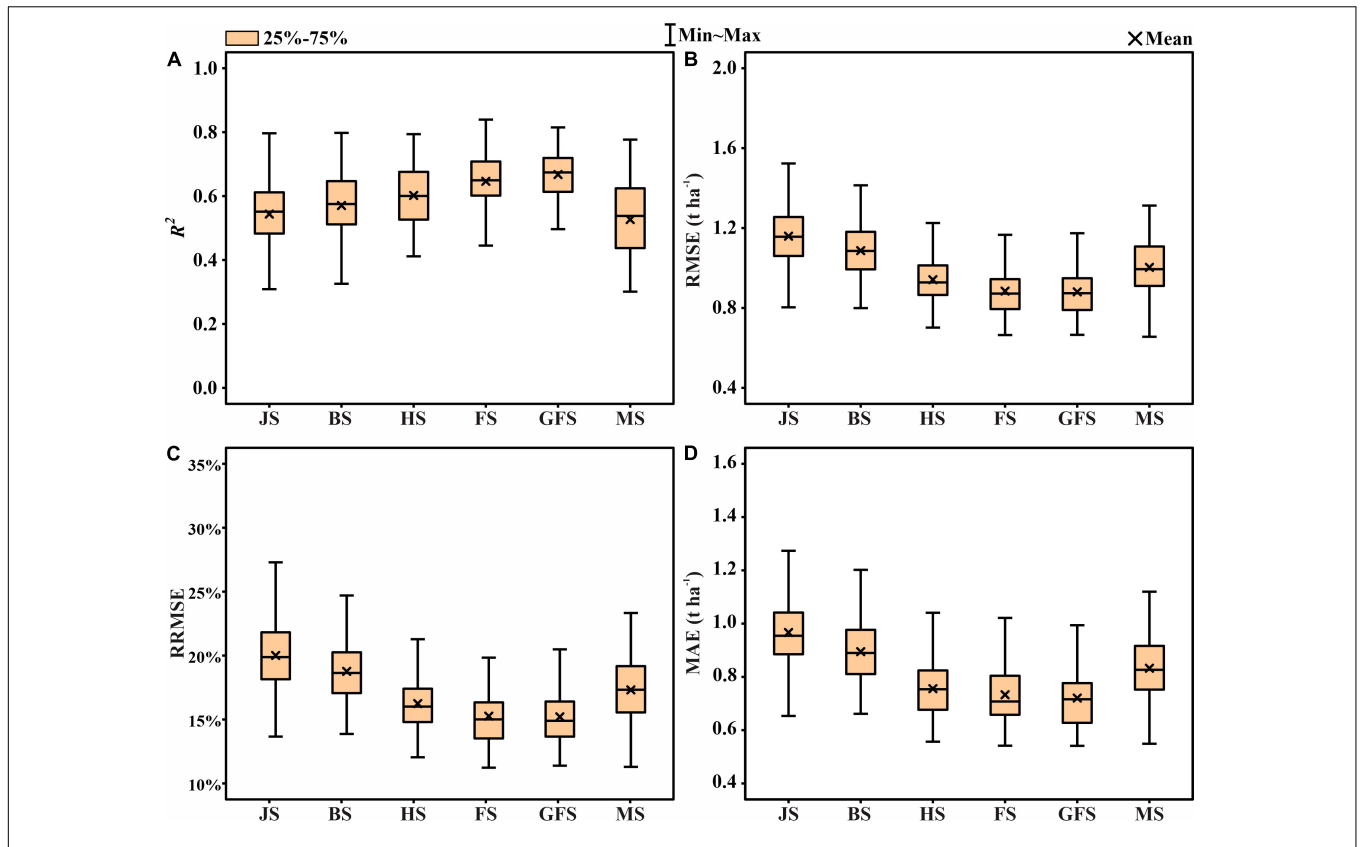 25%-75% Min~Max Mean
A
1.0
0.8
0.6
0.4
0.2
0.0
R²
JS BS HS FS GFS MS
B
2.0
1.6
1.2
0.8
0.4
RMSE (t ha⁻¹)
JS BS HS FS GFS MS
C
35%
30%
25%
20%
15%
10%
RRMSE
JS BS HS FS GFS MS
D
1.6
1.4
1.2
1.0
0.8
0.6
0.4
MAE (t ha⁻¹)
JS BS HS FS GFS MS